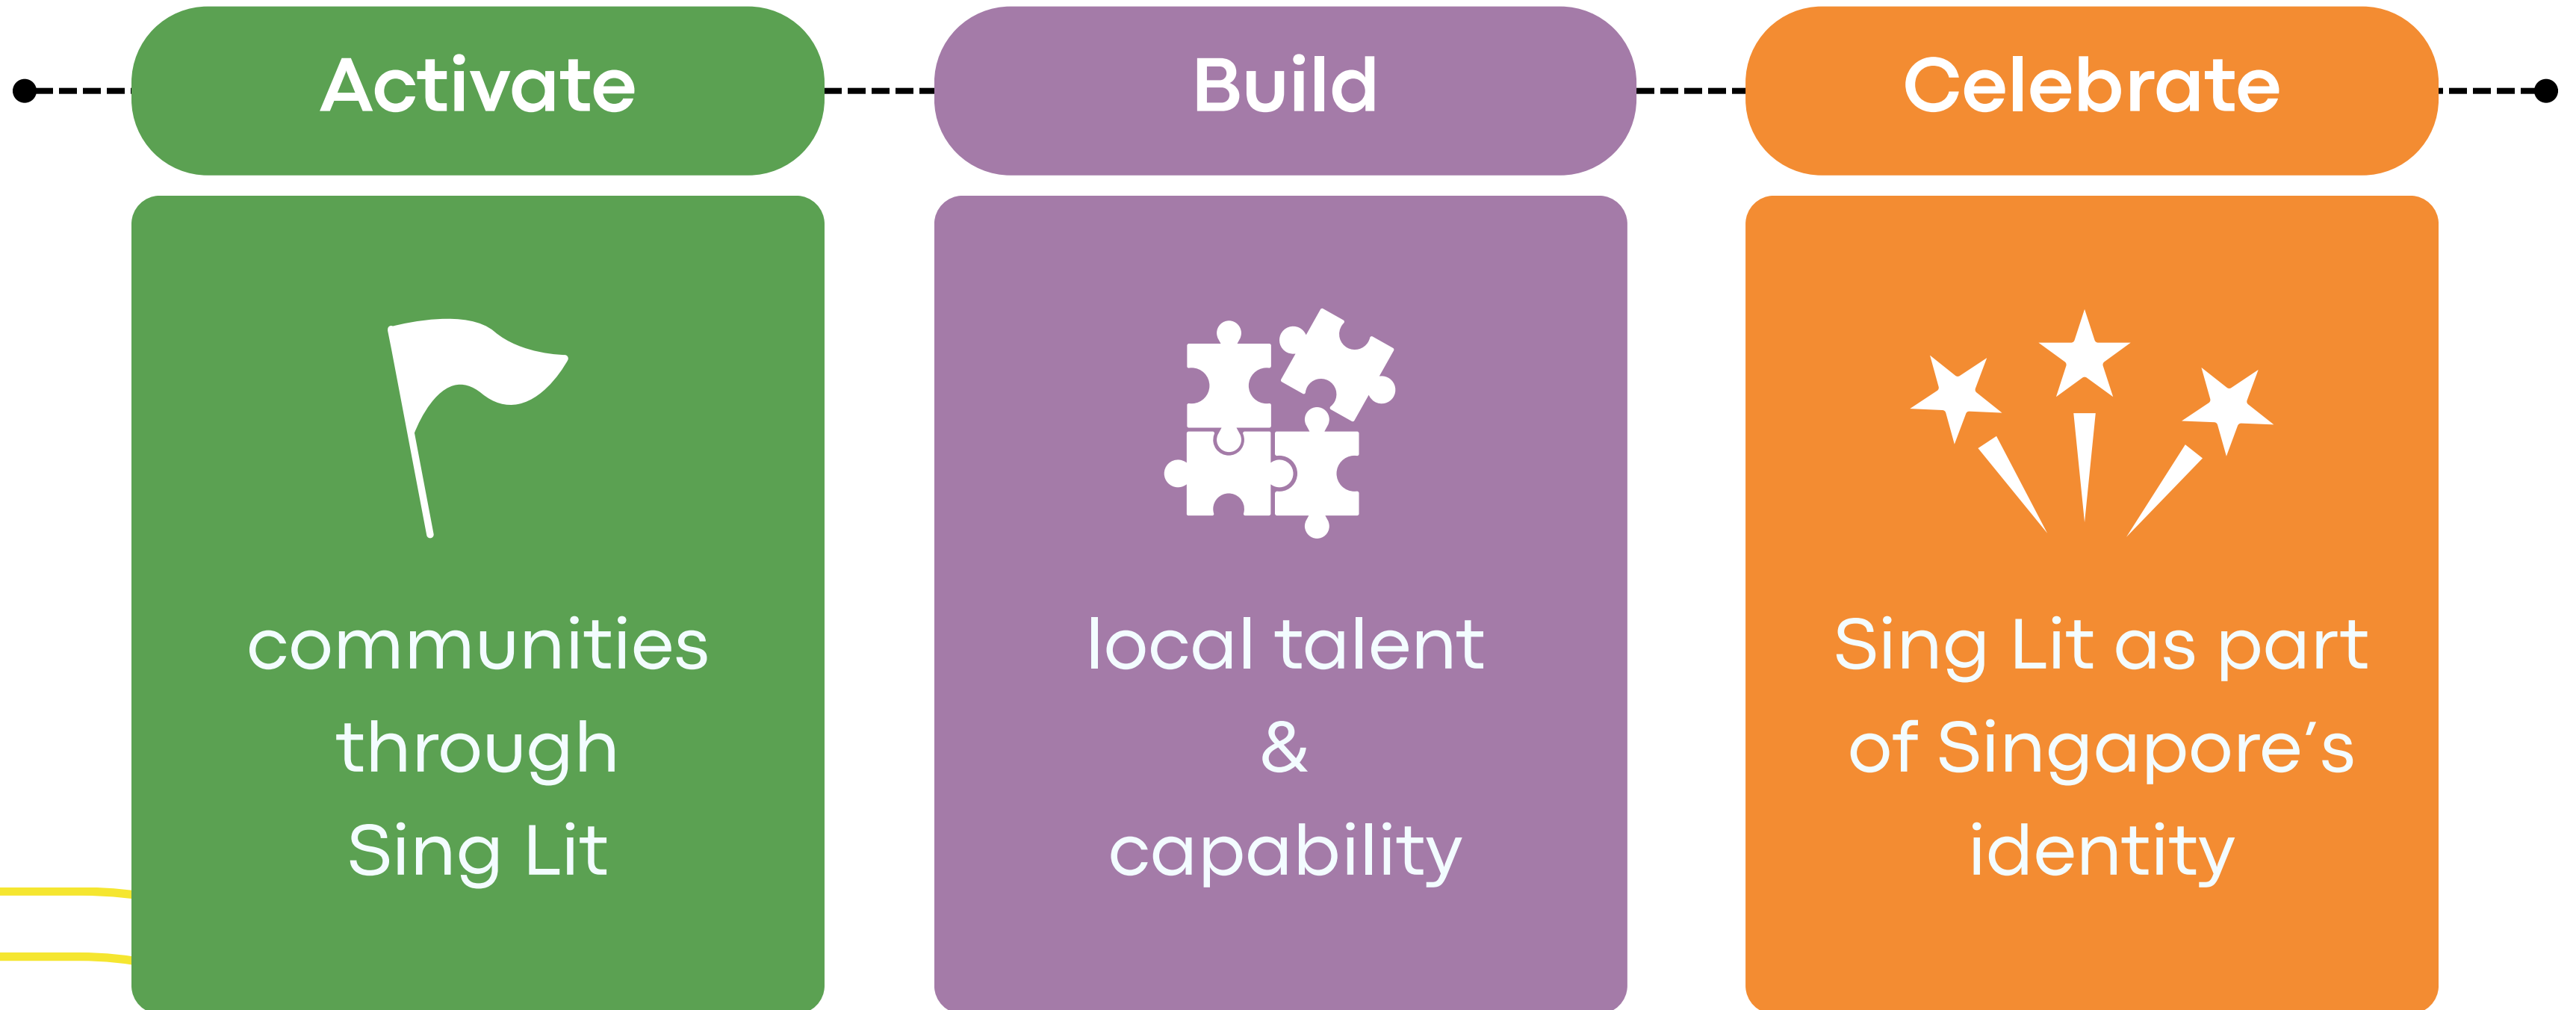 Activate
communities
through
Sing Lit
Build
local talent
&
capability
Celebrate
Sing Lit as part
of Singapore’s
identity